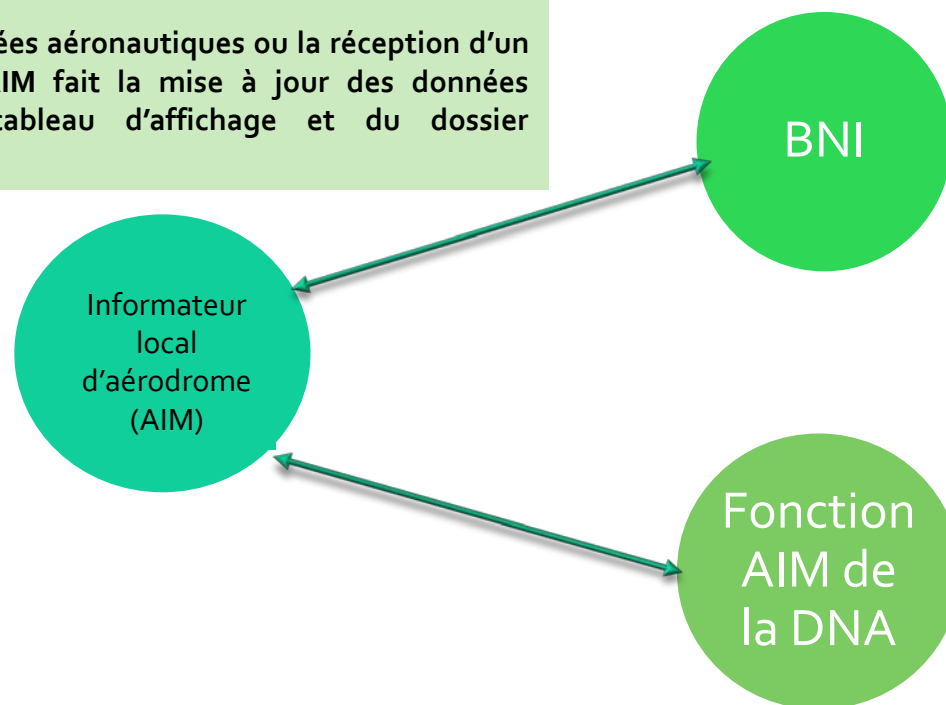 ées aéronautiques ou la réception d'un
AIM fait la mise à jour des données
tableau d'affichage et du dossier
BNI
Informateur
local
d'aérodrome
(AIM)
Fonction
AIM de
la DNA